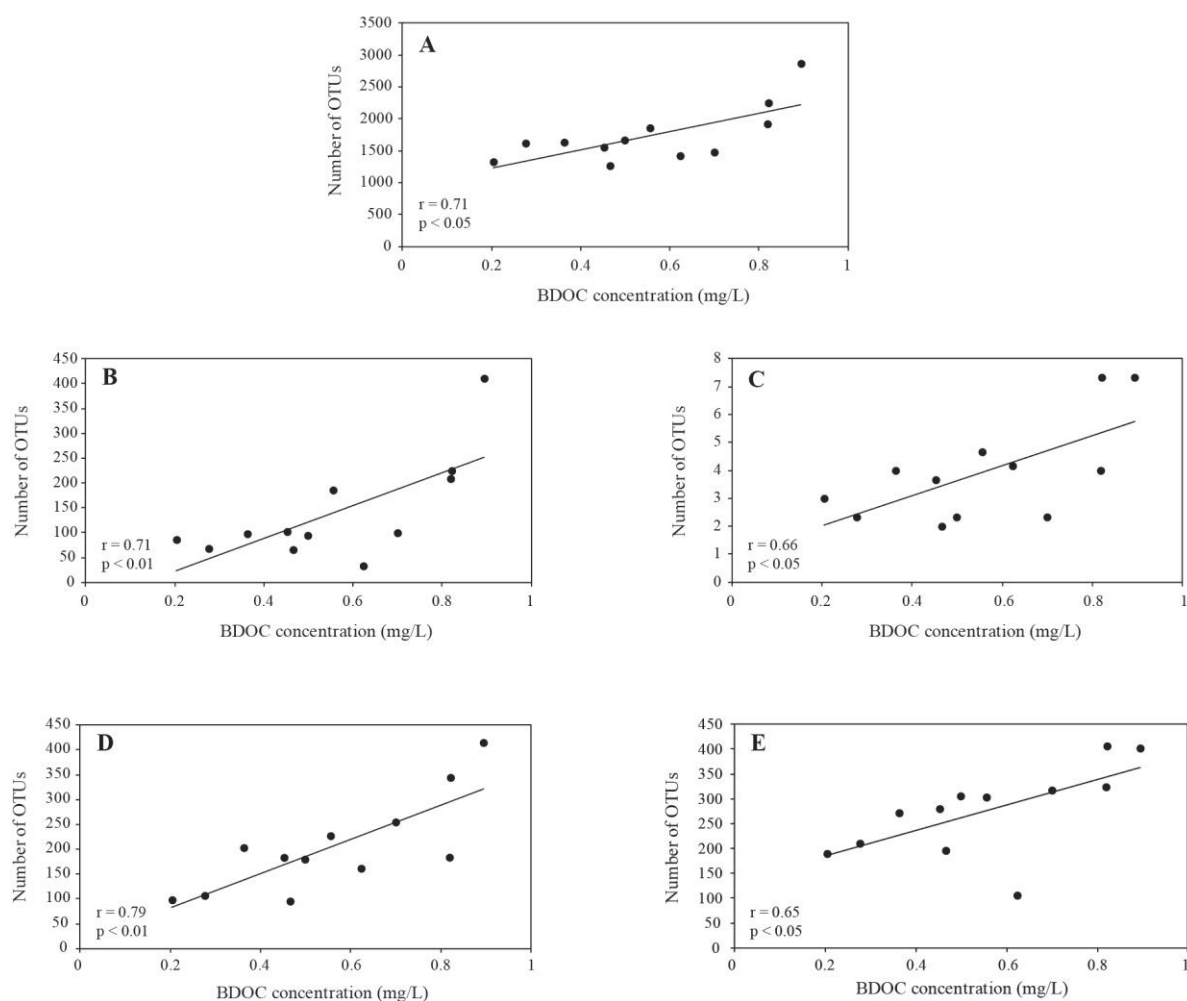 A
3500
3000
2500
2000
1500
1000
500
0
Number of OTUs
r = 0.71
p < 0.05
0 0.2 0.4 0.6 0.8 1
BDOC concentration (mg/L)
B
450
400
350
300
250
200
150
100
50
0
Number of OTUs
r = 0.71
p < 0.01
0 0.2 0.4 0.6 0.8 1
BDOC concentration (mg/L)
C
8
7
6
5
4
3
2
1
0
Number of OTUs
r = 0.66
p < 0.05
0 0.2 0.4 0.6 0.8 1
BDOC concentration (mg/L)
D
450
400
350
300
250
200
150
100
50
0
Number of OTUs
r = 0.79
p < 0.01
0 0.2 0.4 0.6 0.8 1
BDOC concentration (mg/L)
E
450
400
350
300
250
200
150
100
50
0
Number of OTUs
r = 0.65
p < 0.05
0 0.2 0.4 0.6 0.8 1
BDOC concentration (mg/L)